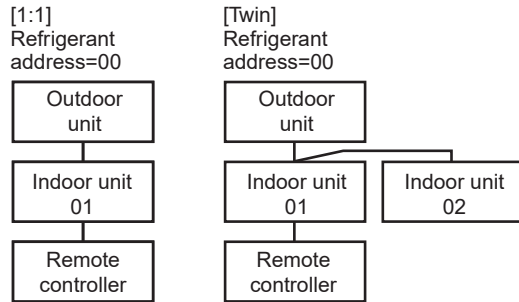 [1:1]
Refrigerant
address=00
Outdoor
unit
Indoor unit
01
Remote
controller
[Twin]
Refrigerant
address=00
Outdoor
unit
Indoor unit
01
Indoor unit
02
Remote
controller